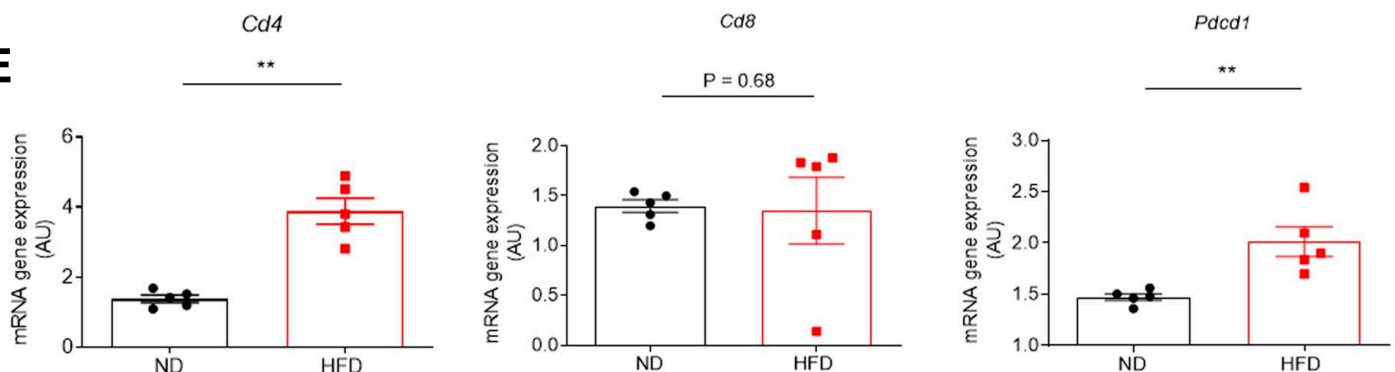 E
Cd4
**
mRNA gene expression
(AU)
6
4
2
0
ND
HFD
Cd8
P = 0.68
mRNA gene expression
(AU)
2.0
1.5
1.0
0.5
0.0
ND
HFD
Pdcd1
**
mRNA gene expression
(AU)
3.0
2.5
2.0
1.5
1.0
ND
HFD